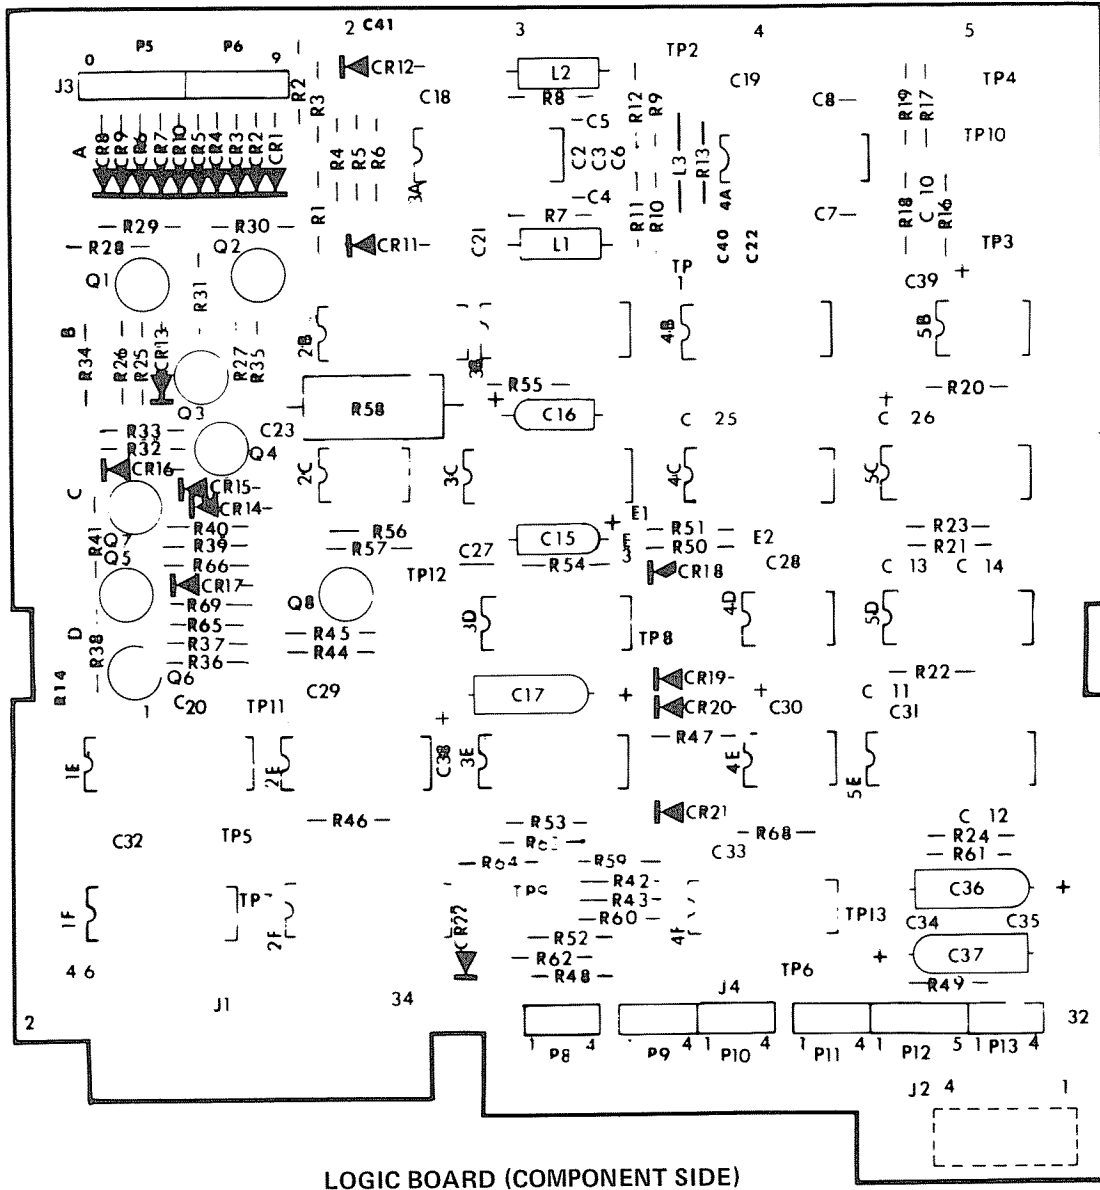 2 C41 3 4 5
P5 P6
0 9
J3
R2
CR12
L2
TP2
C19
TP4
R3
C18
R8
R12
R9
C8
R19
R17
A
CR8 CR9 CR6 CR7 CR10 CR5 CR4 CR3 CR2 CR1
R4 R5 R6
C5
C2 C3 C6
L3 R13
TP10
3A
C4
4A
R1
R7
R11 R10
C7
R18
C 10
R16
R29 R30
R28 Q2
CR11
C21
L1
C40 C22
TP3
Q1
R31
TP
1
C39 +
B
R34
R26 R25 CR13
R27 R35
2B
4B
5B
Q3
R58
R55
+
C16
R20
+
R33
R32
C23
Q4
C 25
C 26
CR16
C
CR15
CR14
2C
3C
4C
5C
R41
R40
Q7
R39
Q5
R66
R56
R57
C27
C15
+
E1
E
3
R51
R50
E2
R23
R21
R54
TP12
CR18
C28
C 13 C 14
CR17
R69
Q8
3D
4D
5D
D
R65
R37
R36
R45
R44
TP8
R38
R14
Q6
C20
1
C29
TP11
C17
+
CR19
CR20
+
C30
R22
C 11
C31
1E
2E
+
C38
3E
R47
4E
5E
CR21
R46
R53
R68
C 12
R24
R61
C32
TP5
R64
R59
C33
R42
R43
R60
C36
+
1F
2F
CR22
4F
TP13
C34 C35
R52
R62
R48
+
C37
R49
46
TP6
J1
34
J4
2
32
1 4 4 1 4 1 4 1 5 1 4
P8 P9 P10 P11 P12 P13
J2 4 1
LOGIC BOARD (COMPONENT SIDE)